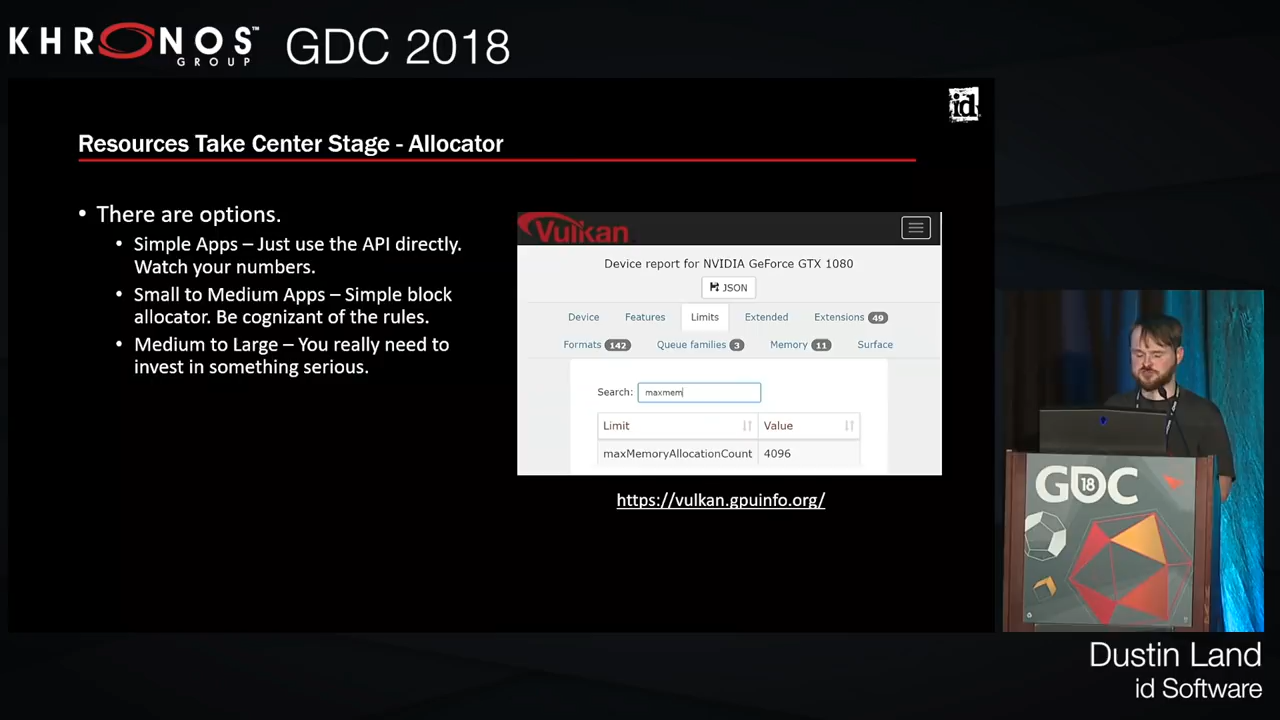 KHRONOS™ GDC 2018
GROUP
id
Resources Take Center Stage - Allocator
• There are options.
• Simple Apps – Just use the API directly.
Watch your numbers.
• Small to Medium Apps – Simple block
allocator. Be cognizant of the rules.
• Medium to Large – You really need to
invest in something serious.
Vulkan
Device report for NVIDIA GeForce GTX 1080
JSON
Device Features Limits Extended Extensions 49
Formats 142 Queue families 3 Memory 11 Surface
Search: maxmem
Limit Value
maxMemoryAllocationCount 4096
https://vulkan.gpuinfo.org/
GDC 18
Dustin Land
id Software